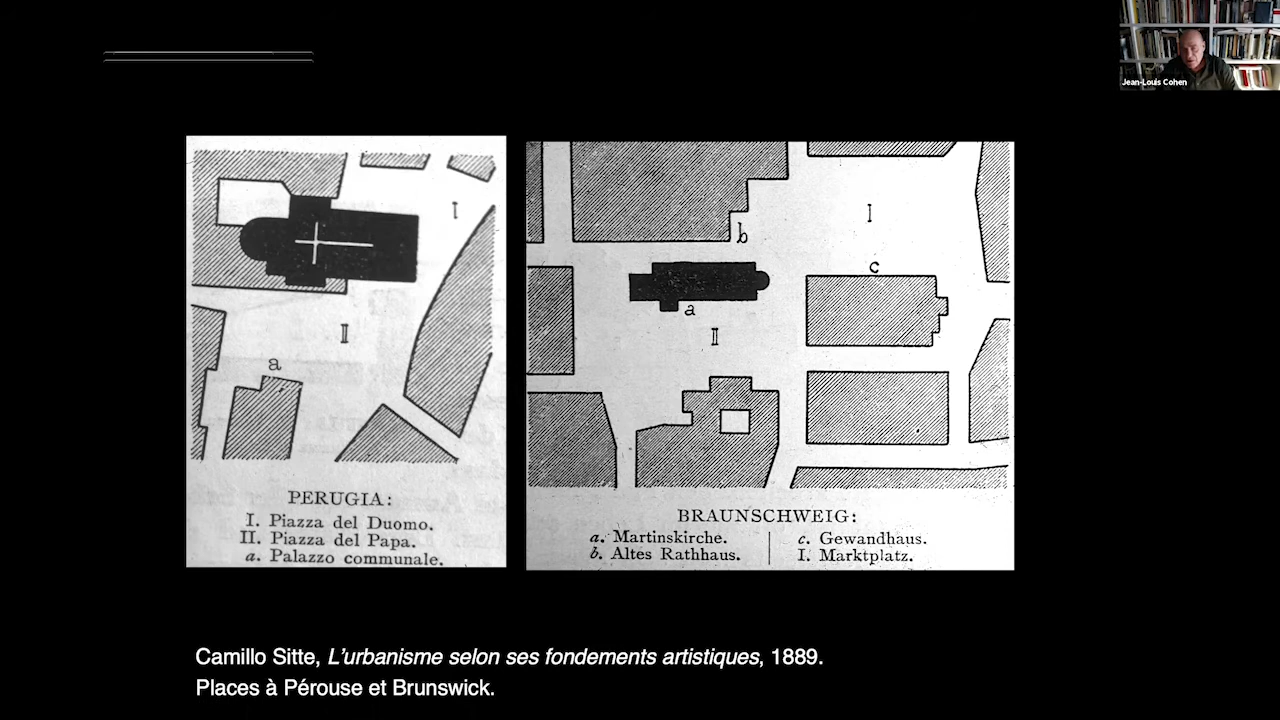 Jean-Louis Cohen
I
II
a
PERUGIA:
I. Piazza del Duomo.
II. Piazza del Papa.
a. Palazzo communale.
I
b
c
a
II
BRAUNSCHWEIG:
a. Martinskirche.
b. Altes Rathhaus.
c. Gewandhaus.
I. Marktplatz.
Camillo Sitte, L'urbanisme selon ses fondements artistiques, 1889.
Places à Pérouse et Brunswick.